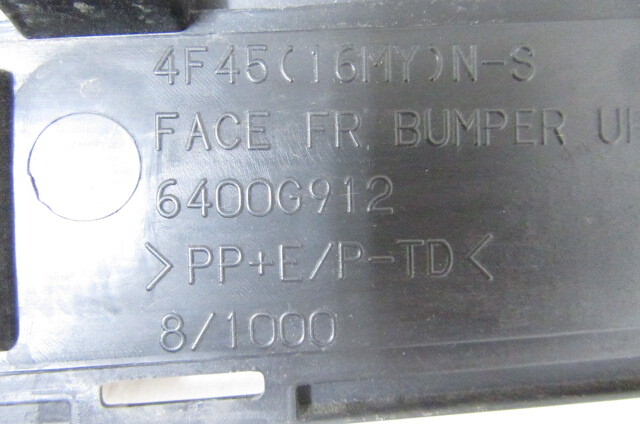 4F45(16MY)N-S
FACE FR. BUMPER
6400G912
>PP+E/P-TD<
8/1000